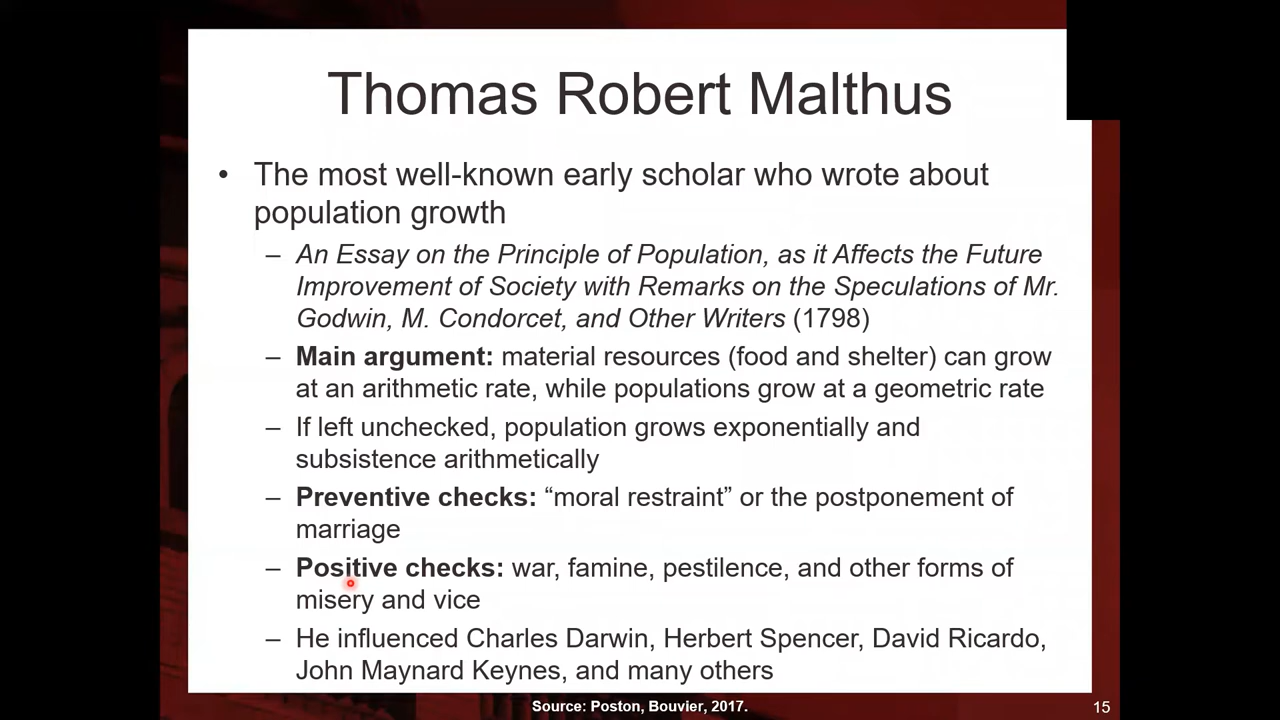 Thomas Robert Malthus
• The most well-known early scholar who wrote about
population growth
– An Essay on the Principle of Population, as it Affects the Future
Improvement of Society with Remarks on the Speculations of Mr.
Godwin, M. Condorcet, and Other Writers (1798)
– Main argument: material resources (food and shelter) can grow
at an arithmetic rate, while populations grow at a geometric rate
– If left unchecked, population grows exponentially and
subsistence arithmetically
– Preventive checks: “moral restraint” or the postponement of
marriage
– Positive checks: war, famine, pestilence, and other forms of
misery and vice
– He influenced Charles Darwin, Herbert Spencer, David Ricardo,
John Maynard Keynes, and many others
Source: Poston, Bouvier, 2017.
15